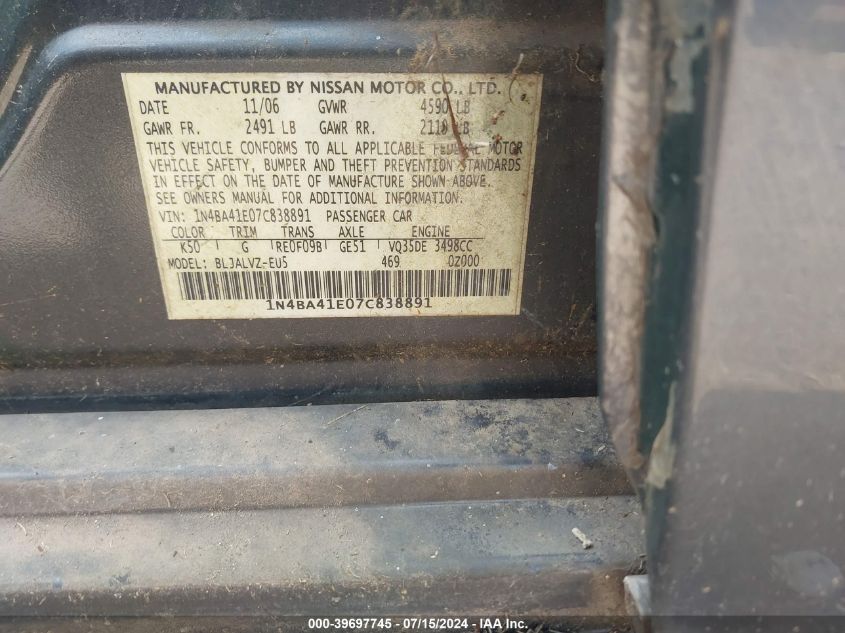 MANUFACTURED BY NISSAN MOTOR CO., LTD.
DATE 11/06 GVWR 4590 LB
GAWR FR. 2491 LB GAWR RR. 2118 LB
THIS VEHICLE CONFORMS TO ALL APPLICABLE FEDERAL MOTOR
VEHICLE SAFETY, BUMPER AND THEFT PREVENTION STANDARDS
IN EFFECT ON THE DATE OF MANUFACTURE SHOWN ABOVE.
SEE OWNERS MANUAL FOR ADDITIONAL INFORMATION.
VIN: 1N4BA41E07C838891 PASSENGER CAR
COLOR TRIM TRANS AXLE ENGINE
K50 G RE0F09B GE51 VQ35DE 3498CC
MODEL: BLJALVZ-EU5 469 0Z000
1N4BA41E07C838891
000-39697745 - 07/15/2024 - IAA Inc.